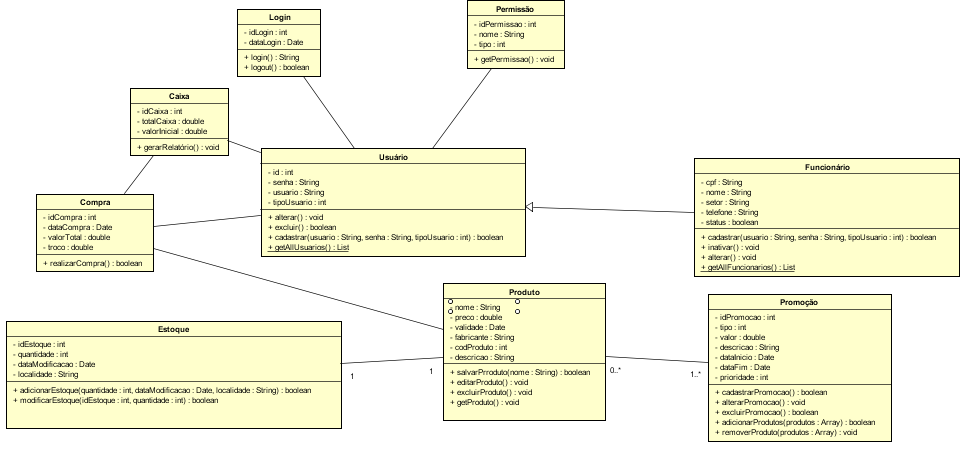 Login
- idLogin : int
- dataLogin : Date
+ login() : String
+ logout() : boolean
Permissão
- idPermissao : int
- nome : String
- tipo : int
+ getPermissao() : void
Caixa
- idCaixa : int
- totalCaixa : double
- valorInicial : double
+ gerarRelatório() : void
Usuário
- id : int
- senha : String
- usuario : String
- tipoUsuario : int
+ alterar() : void
+ excluir() : boolean
+ cadastrar(usuario : String, senha : String, tipoUsuario : int) : boolean
+ getAllUsuarios() : List
Funcionário
- cpf : String
- nome : String
- setor : String
- telefone : String
- status : boolean
+ cadastrar(usuario : String, senha : String, tipoUsuario : int) : boolean
+ inativar() : void
+ alterar() : void
+ getAllFuncionarios() : List
Compra
- idCompra : int
- dataCompra : Date
- valorTotal : double
- troco : double
+ realizarCompra() : boolean
Produto
- nome : String
- preco : double
- validade : Date
- fabricante : String
- codProduto : int
- descricao : String
+ salvarPrroduto(nome : String) : boolean
+ editarProduto() : void
+ excluirProduto() : void
+ getProduto() : void
Promoção
- idPromocao : int
- tipo : int
- valor : double
- descricao : String
- dataInicio : Date
- dataFim : Date
- prioridade : int
+ cadastrarPromocao() : boolean
+ alterarPromocao() : void
+ excluirPromocao() : boolean
+ adicionarProdutos(produtos : Array) : boolean
+ removerProduto(produtos : Array) : void
Estoque
- idEstoque : int
- quantidade : int
- dataModificacao : Date
- localidade : String
+ adicionarEstoque(quantidade : int, dataModificacao : Date, localidade : String) : boolean
+ modificarEstoque(idEstoque : int, quantidade : int) : boolean
1
1
0..*
1..*